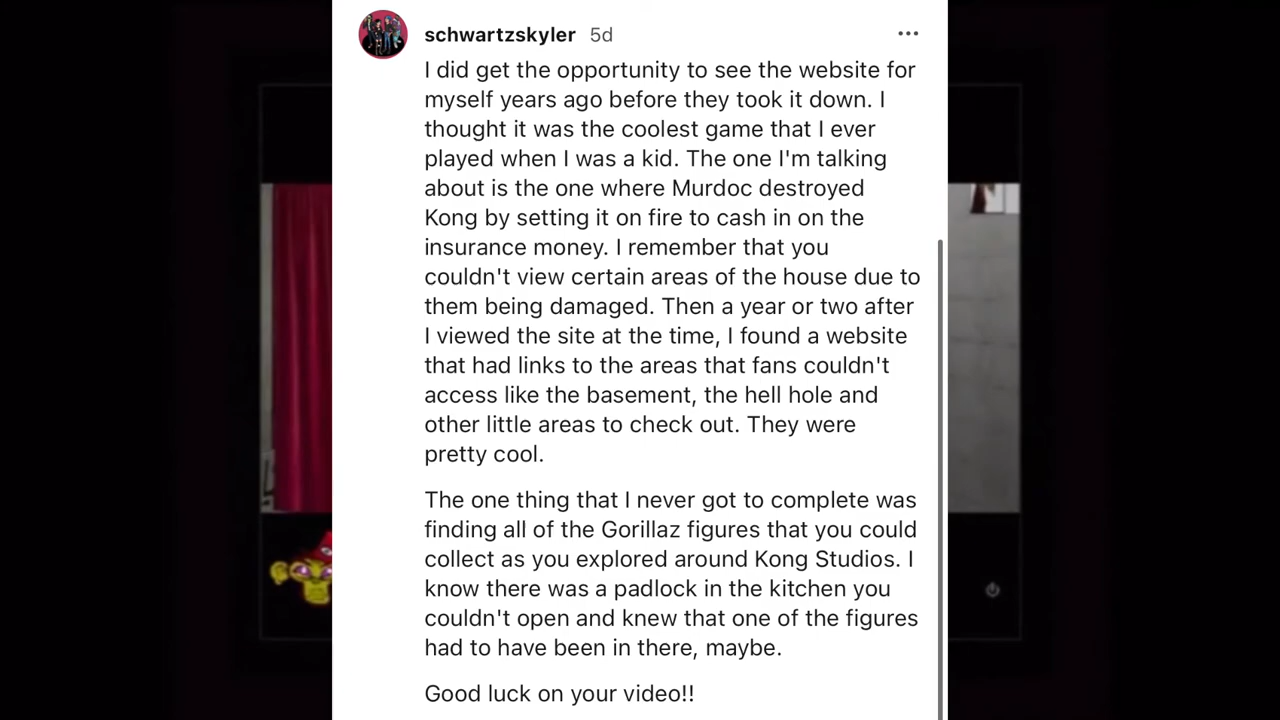 schwartzskyler 5d
I did get the opportunity to see the website for
myself years ago before they took it down. I
thought it was the coolest game that I ever
played when I was a kid. The one I'm talking
about is the one where Murdoc destroyed
Kong by setting it on fire to cash in on the
insurance money. I remember that you
couldn't view certain areas of the house due to
them being damaged. Then a year or two after
I viewed the site at the time, I found a website
that had links to the areas that fans couldn't
access like the basement, the hell hole and
other little areas to check out. They were
pretty cool.
The one thing that I never got to complete was
finding all of the Gorillaz figures that you could
collect as you explored around Kong Studios. I
know there was a padlock in the kitchen you
couldn't open and knew that one of the figures
had to have been in there, maybe.
Good luck on your video!!